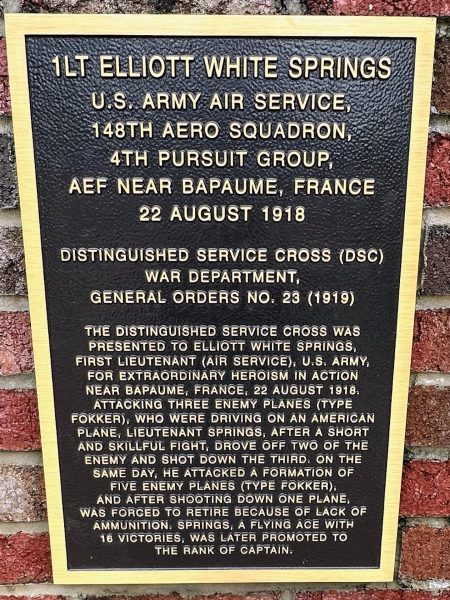 1LT ELLIOTT WHITE SPRINGS
U.S. ARMY AIR SERVICE,
148TH AERO SQUADRON,
4TH PURSUIT GROUP,
AEF NEAR BAPAUME, FRANCE
22 AUGUST 1918
DISTINGUISHED SERVICE CROSS (DSC)
WAR DEPARTMENT,
GENERAL ORDERS NO. 23 (1919)
THE DISTINGUISHED SERVICE CROSS WAS
PRESENTED TO ELLIOTT WHITE SPRINGS,
FIRST LIEUTENANT (AIR SERVICE), U.S. ARMY,
FOR EXTRAORDINARY HEROISM IN ACTION
NEAR BAPAUME, FRANCE, 22 AUGUST 1918.
ATTACKING THREE ENEMY PLANES (TYPE
FOKKER), WHO WERE DRIVING ON AN AMERICAN
PLANE, LIEUTENANT SPRINGS, AFTER A SHORT
AND SKILLFUL FIGHT, DROVE OFF TWO OF THE
ENEMY AND SHOT DOWN THE THIRD. ON THE
SAME DAY, HE ATTACKED A FORMATION OF
FIVE ENEMY PLANES (TYPE FOKKER),
AND AFTER SHOOTING DOWN ONE PLANE,
WAS FORCED TO RETIRE BECAUSE OF LACK OF
AMMUNITION. SPRINGS, A FLYING ACE WITH
16 VICTORIES, WAS LATER PROMOTED TO
THE RANK OF CAPTAIN.